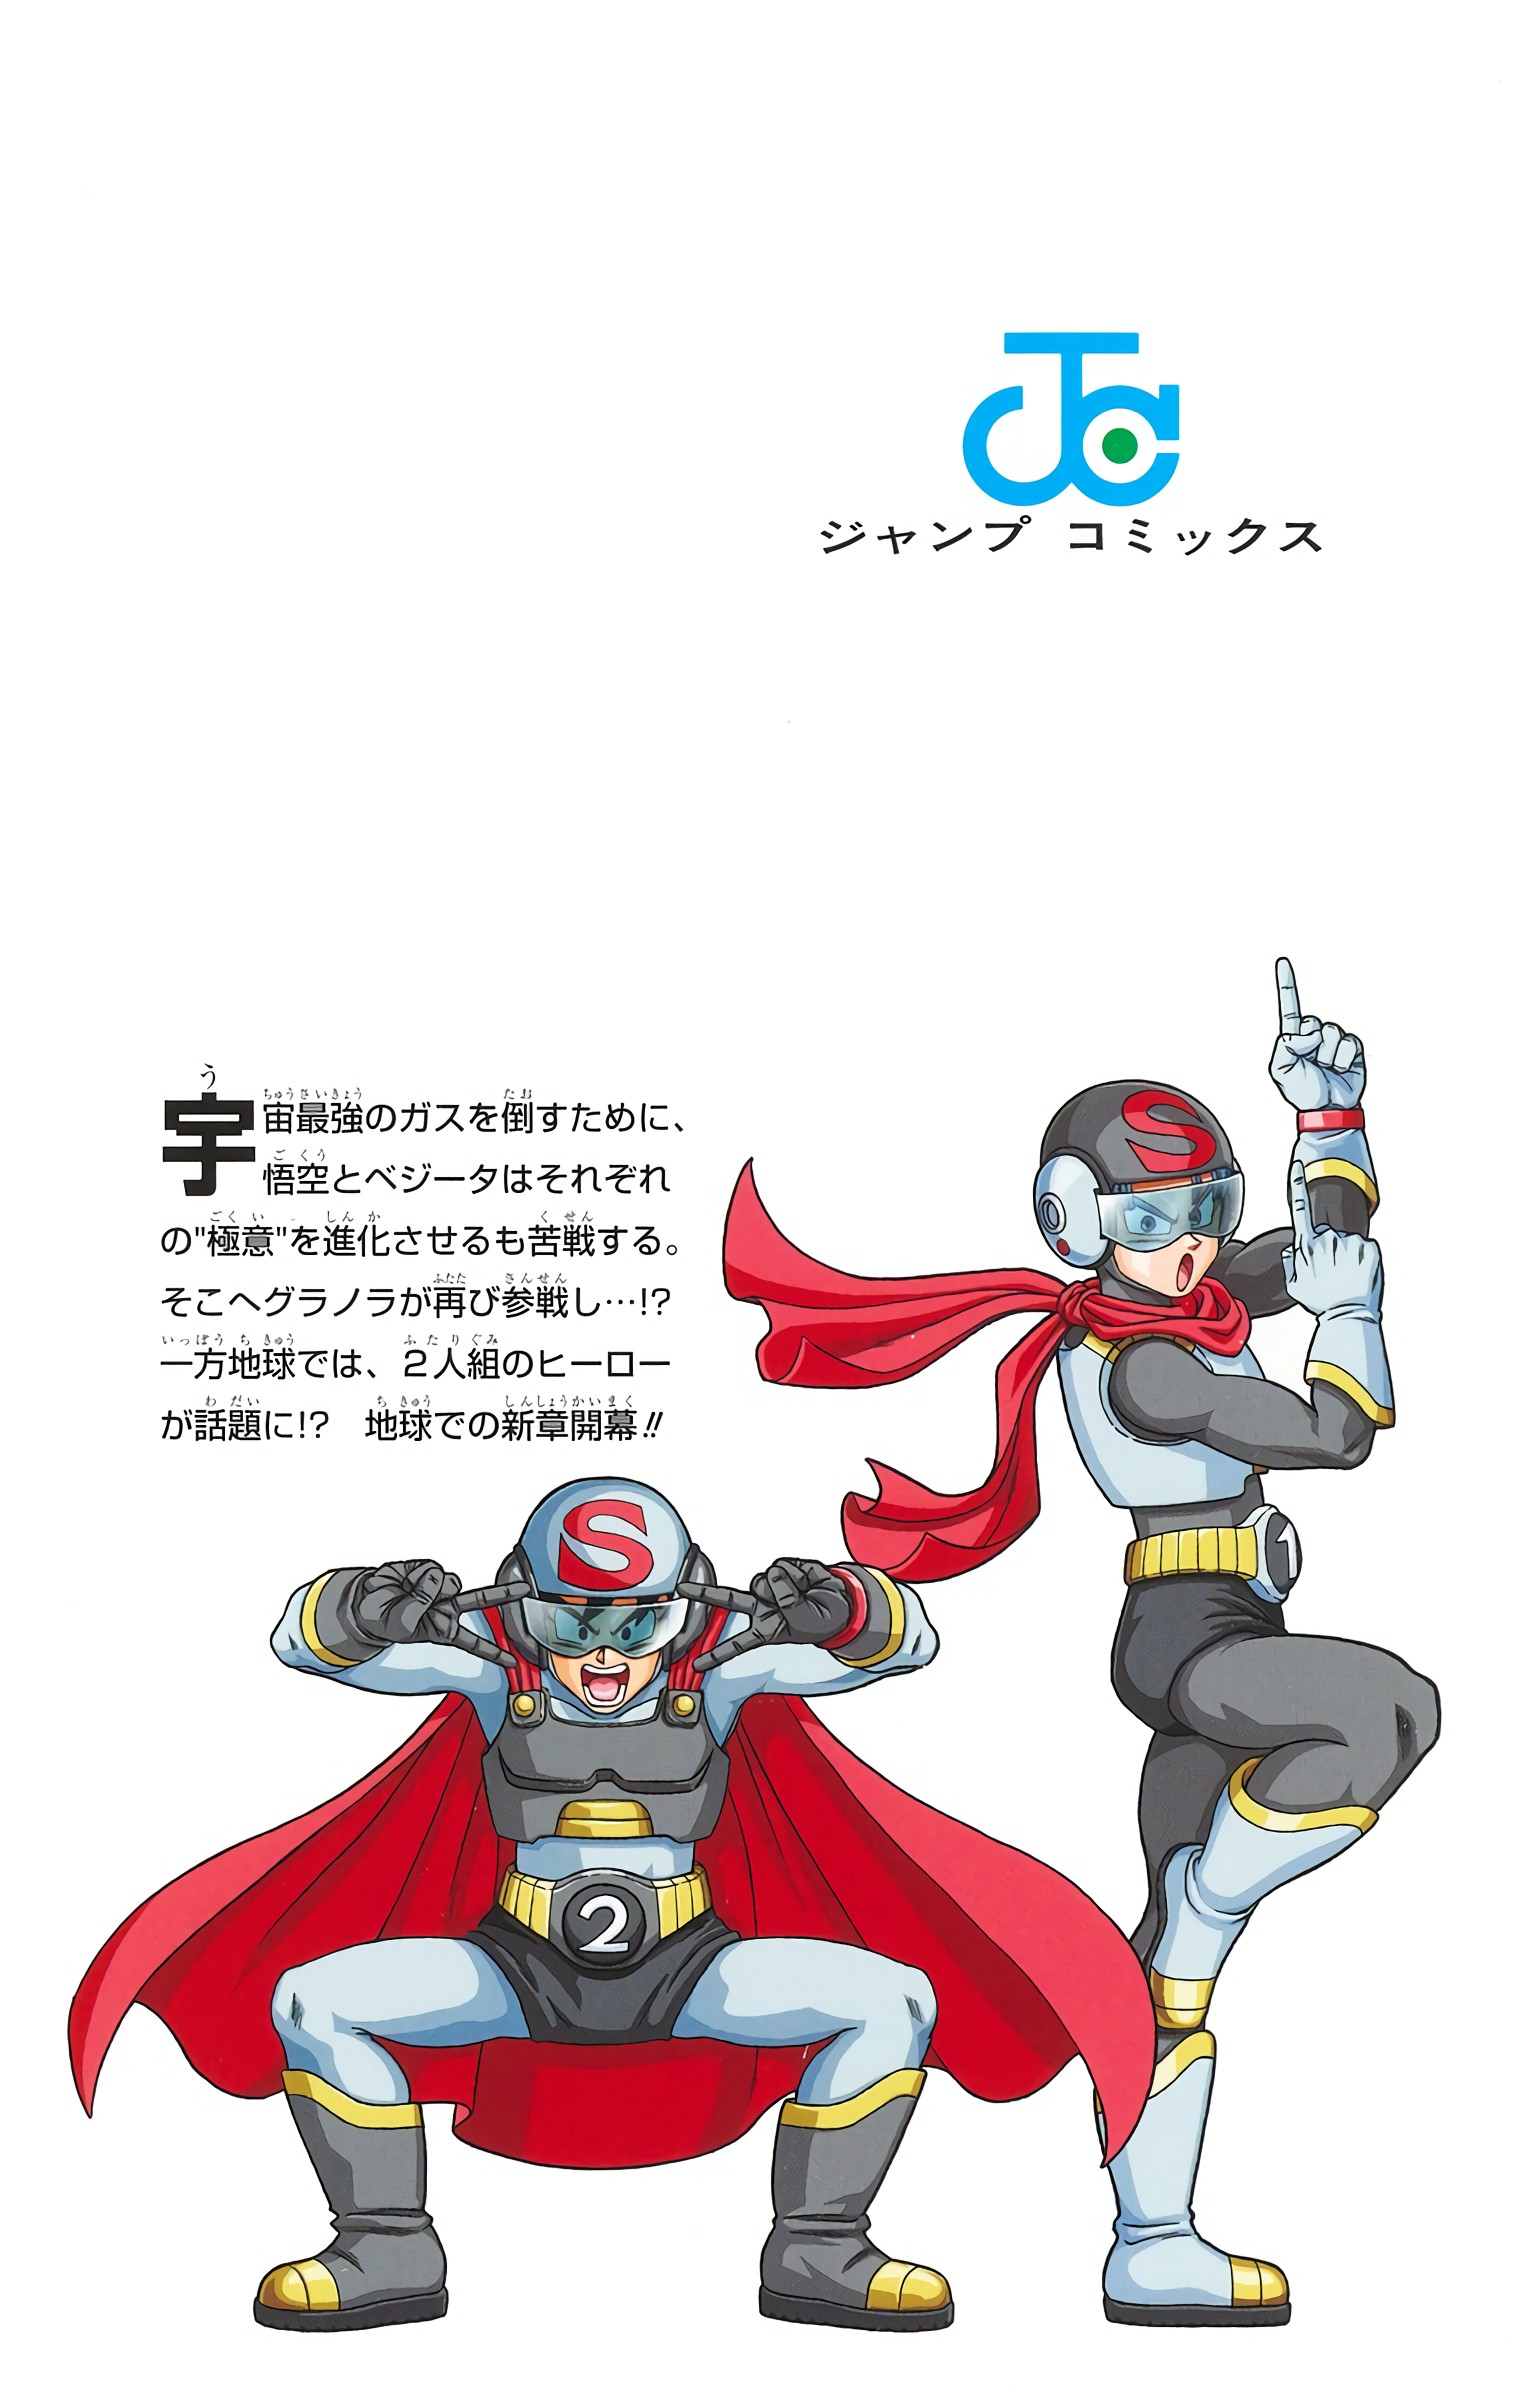 JC
ジャンプ コミックス
宇宙最強のガスを倒すために、
悟空とベジータはそれぞれ
の"極意"を進化させるも苦戦する。
そこへグラノラが再び参戦し…!?
一方地球では、２人組のヒーロー
が話題に!?　地球での新章開幕!!
S
1
S
2